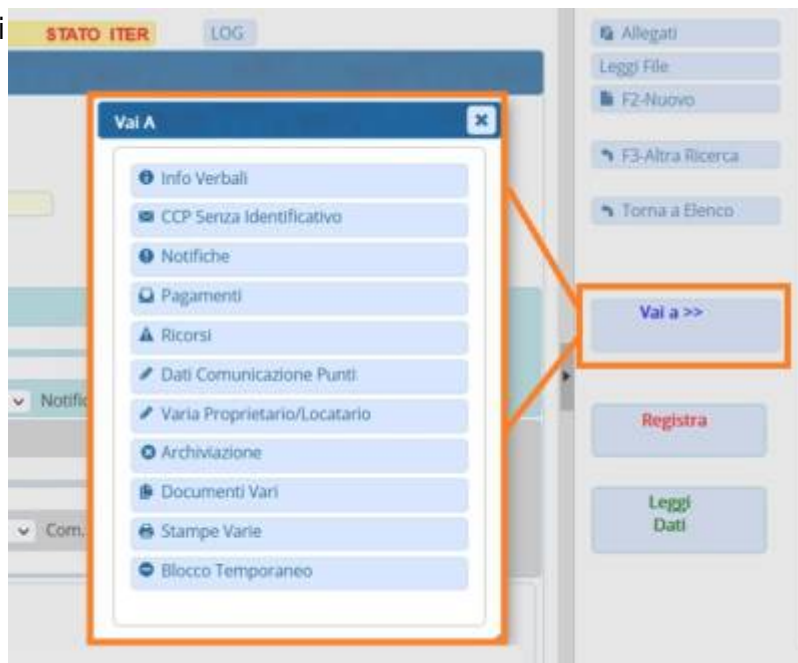 i
STATO ITER
LOG
Allegati
Leggi File
F2-Nuovo
F3-Altra Ricerca
Torna a Elenco
Vai A
Info Verbali
CCP Senza Identificativo
Notifiche
Pagamenti
Ricorsi
Dati Comunicazione Punti
Varia Proprietario/Locatario
Archiviazione
Documenti Vari
Stampe Varie
Blocco Temporaneo
Notific
Com.
Vai a >>
Registra
Leggi
Dati